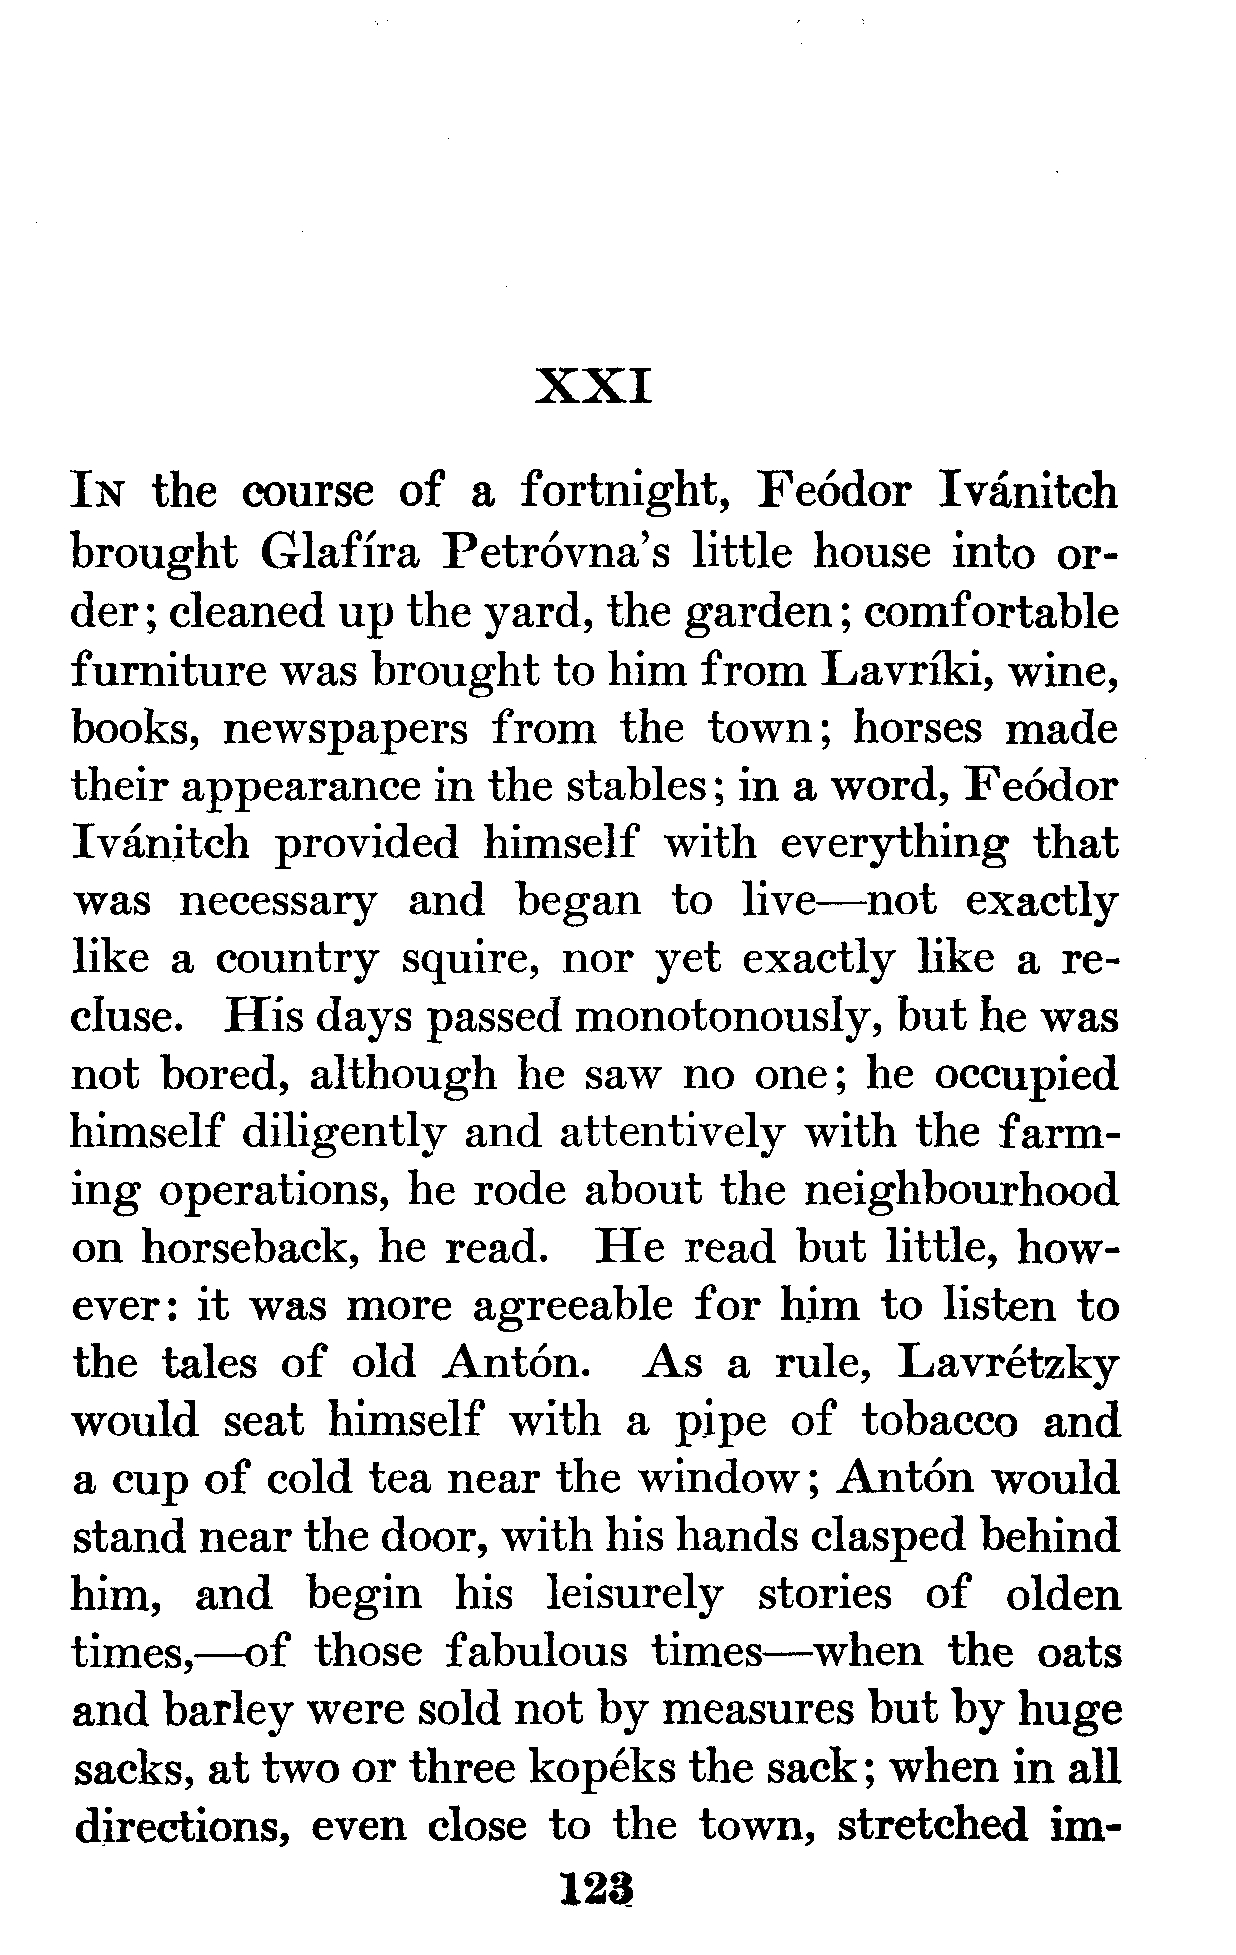 XXI
In the course of a fortnight, Feódor Ivánitch
brought Glafíra Petróvna's little house into or-
der; cleaned up the yard, the garden; comfortable
furniture was brought to him from Lavríki, wine,
books, newspapers from the town; horses made
their appearance in the stables; in a word, Feódor
Ivánitch provided himself with everything that
was necessary and began to live—not exactly
like a country squire, nor yet exactly like a re-
cluse. His days passed monotonously, but he was
not bored, although he saw no one; he occupied
himself diligently and attentively with the farm-
ing operations, he rode about the neighbourhood
on horseback, he read. He read but little, how-
ever: it was more agreeable for him to listen to
the tales of old Antón. As a rule, Lavrétzky
would seat himself with a pipe of tobacco and
a cup of cold tea near the window; Antón would
stand near the door, with his hands clasped behind
him, and begin his leisurely stories of olden
times,—of those fabulous times—when the oats
and barley were sold not by measures but by huge
sacks, at two or three kopéks the sack; when in all
directions, even close to the town, stretched im-
123